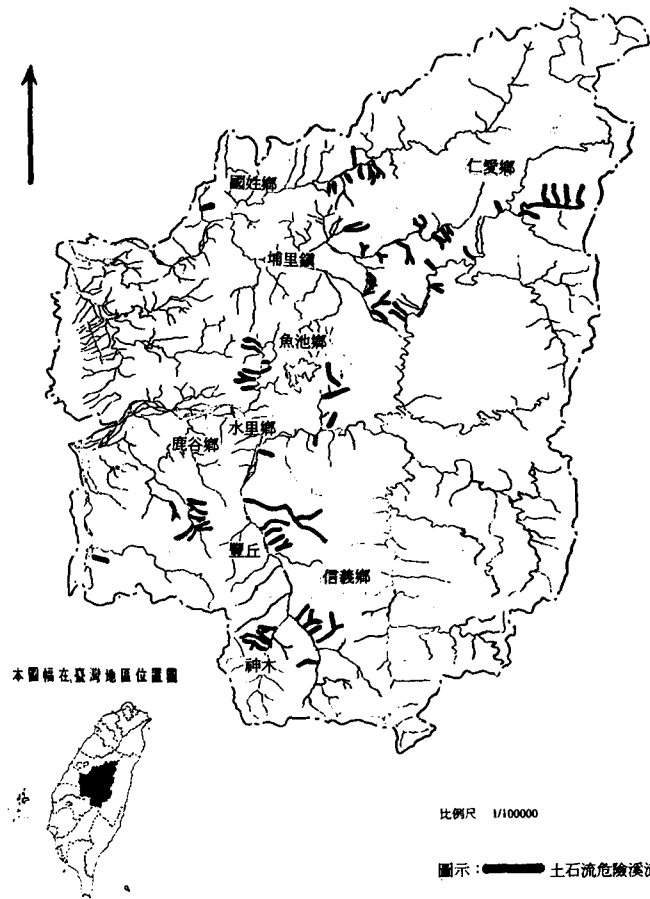 仁愛鄉
國姓鄉
埔里鎮
魚池鄉
水里鄉
鹿谷鄉
豐丘
信義鄉
神木
本圖幅在臺灣地區位置圖
比例尺 1/100000
圖示： 土石流危險溪流